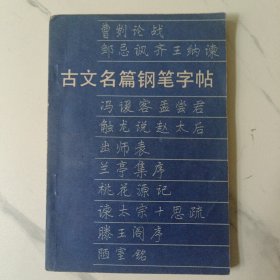 曹刿论战
邹忌讽齐王纳谏
古文名篇钢笔字帖
冯谖客孟尝君
触龙说赵太后
出师表
兰亭集序
桃花源记
谏太宗十思疏
滕王阁序
陋室铭